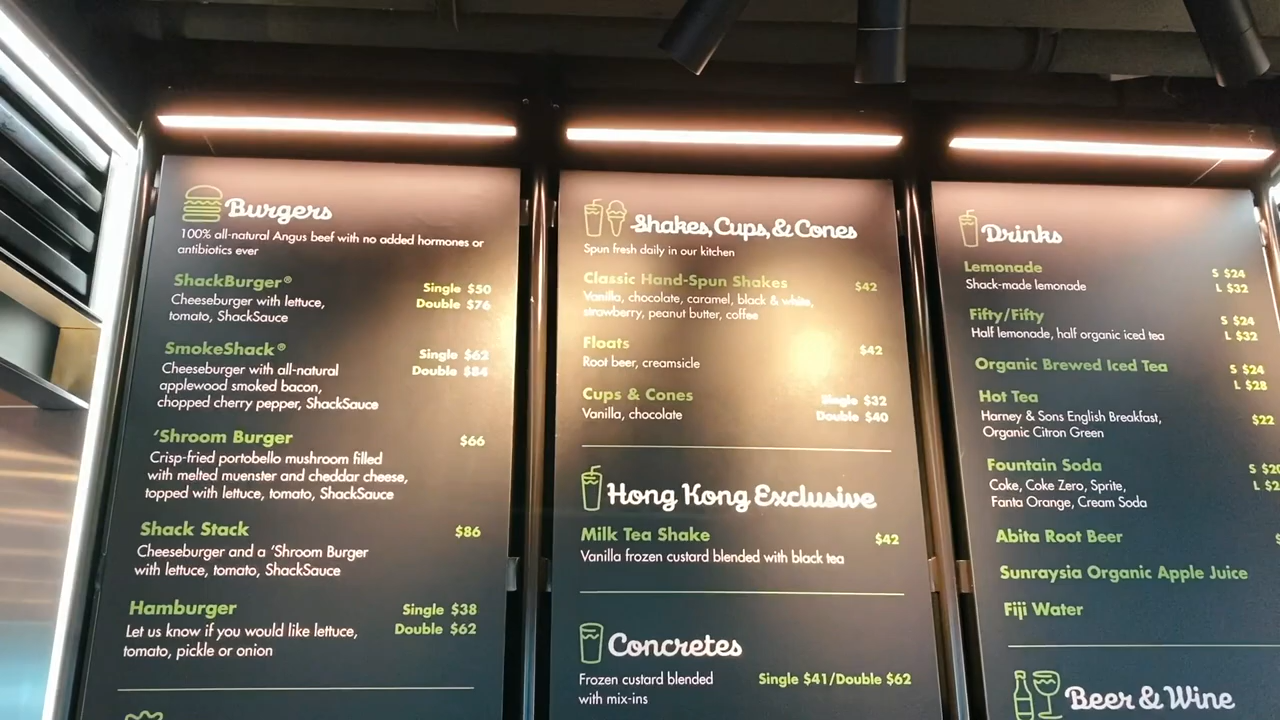 Burgers
100% all-natural Angus beef with no added hormones or
antibiotics ever
ShackBurger®
Single $50
Cheeseburger with lettuce,
Double $76
tomato, ShackSauce
SmokeShack®
Single $62
Cheeseburger with all-natural
Double $84
applewood smoked bacon,
chopped cherry pepper, ShackSauce
'Shroom Burger $66
Crisp-fried portobello mushroom filled
with melted muenster and cheddar cheese,
topped with lettuce, tomato, ShackSauce
Shack Stack $86
Cheeseburger and a 'Shroom Burger
with lettuce, tomato, ShackSauce
Hamburger Single $38
Let us know if you would like lettuce, Double $62
tomato, pickle or onion
Shakes, Cups, & Cones
Spun fresh daily in our kitchen
Classic Hand-Spun Shakes $42
Vanilla, chocolate, caramel, black & white,
strawberry, peanut butter, coffee
Floats $42
Root beer, creamsicle
Cups & Cones Single $32
Vanilla, chocolate Double $40
Hong Kong Exclusive
Milk Tea Shake $42
Vanilla frozen custard blended with black tea
Concretes
Frozen custard blended Single $41/Double $62
with mix-ins
Drinks
Lemonade S $24
Shack-made lemonade L $32
Fifty/Fifty S $24
Half lemonade, half organic iced tea L $32
Organic Brewed Iced Tea S $24
L $28
Hot Tea
Harney & Sons English Breakfast, $22
Organic Citron Green
Fountain Soda S
Coke, Coke Zero, Sprite, L
Fanta Orange, Cream Soda
Abita Root Beer
Sunraysia Organic Apple Juice
Fiji Water
Beer & Wine